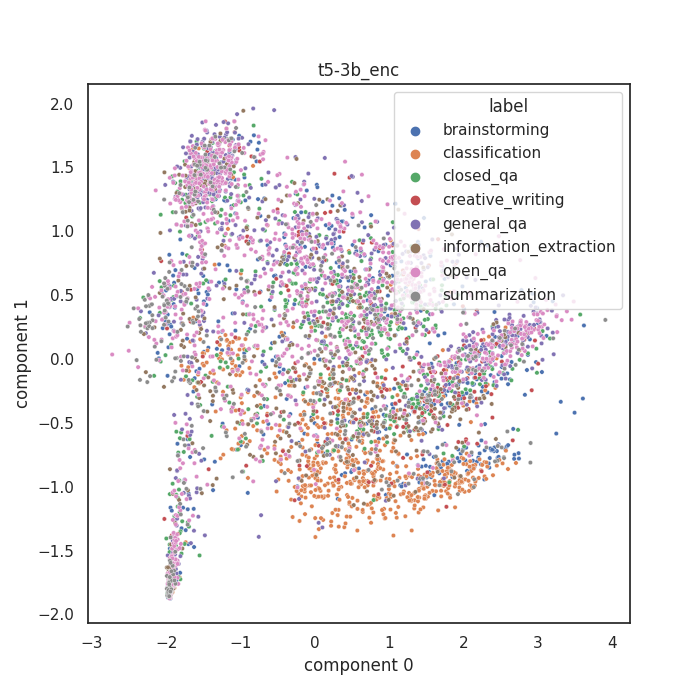 t5-3b_enc
label
brainstorming
classification
closed_qa
creative_writing
general_qa
information_extraction
open_qa
summarization
component 1
2.0
1.5
1.0
0.5
0.0
−0.5
−1.0
−1.5
−2.0
−3 −2 −1 0 1 2 3 4
component 0